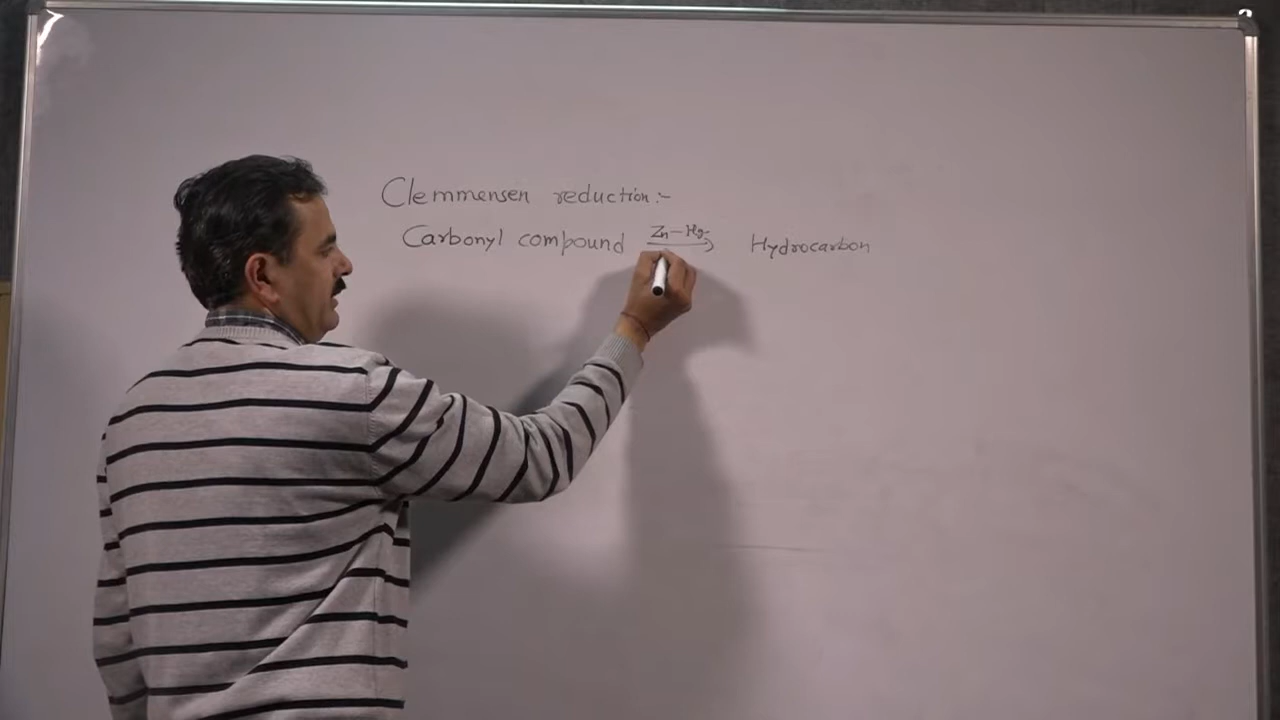 Clemmensen reduction:-
Zn-Hg
Carbonyl compound → Hydrocarbon